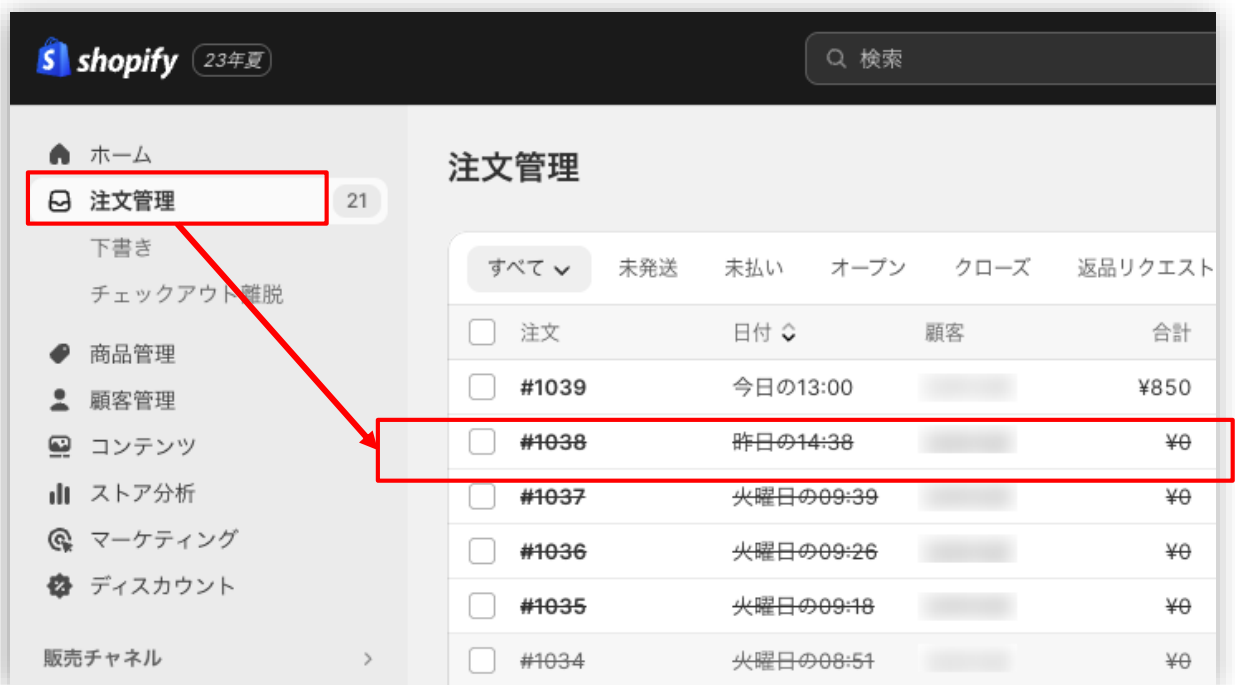 shopify 23年夏
検索
ホーム
注文管理 21
下書き
チェックアウト離脱
商品管理
顧客管理
コンテンツ
ストア分析
マーケティング
ディスカウント
販売チャネル
注文管理
すべて 未発送 未払い オープン クローズ 返品リクエスト
注文 日付 顧客 合計
#1039 今日の13:00 ¥850
#1038 昨日の14:38 ¥0
#1037 火曜日の09:39 ¥0
#1036 火曜日の09:26 ¥0
#1035 火曜日の09:18 ¥0
#1034 火曜日の08:51 ¥0